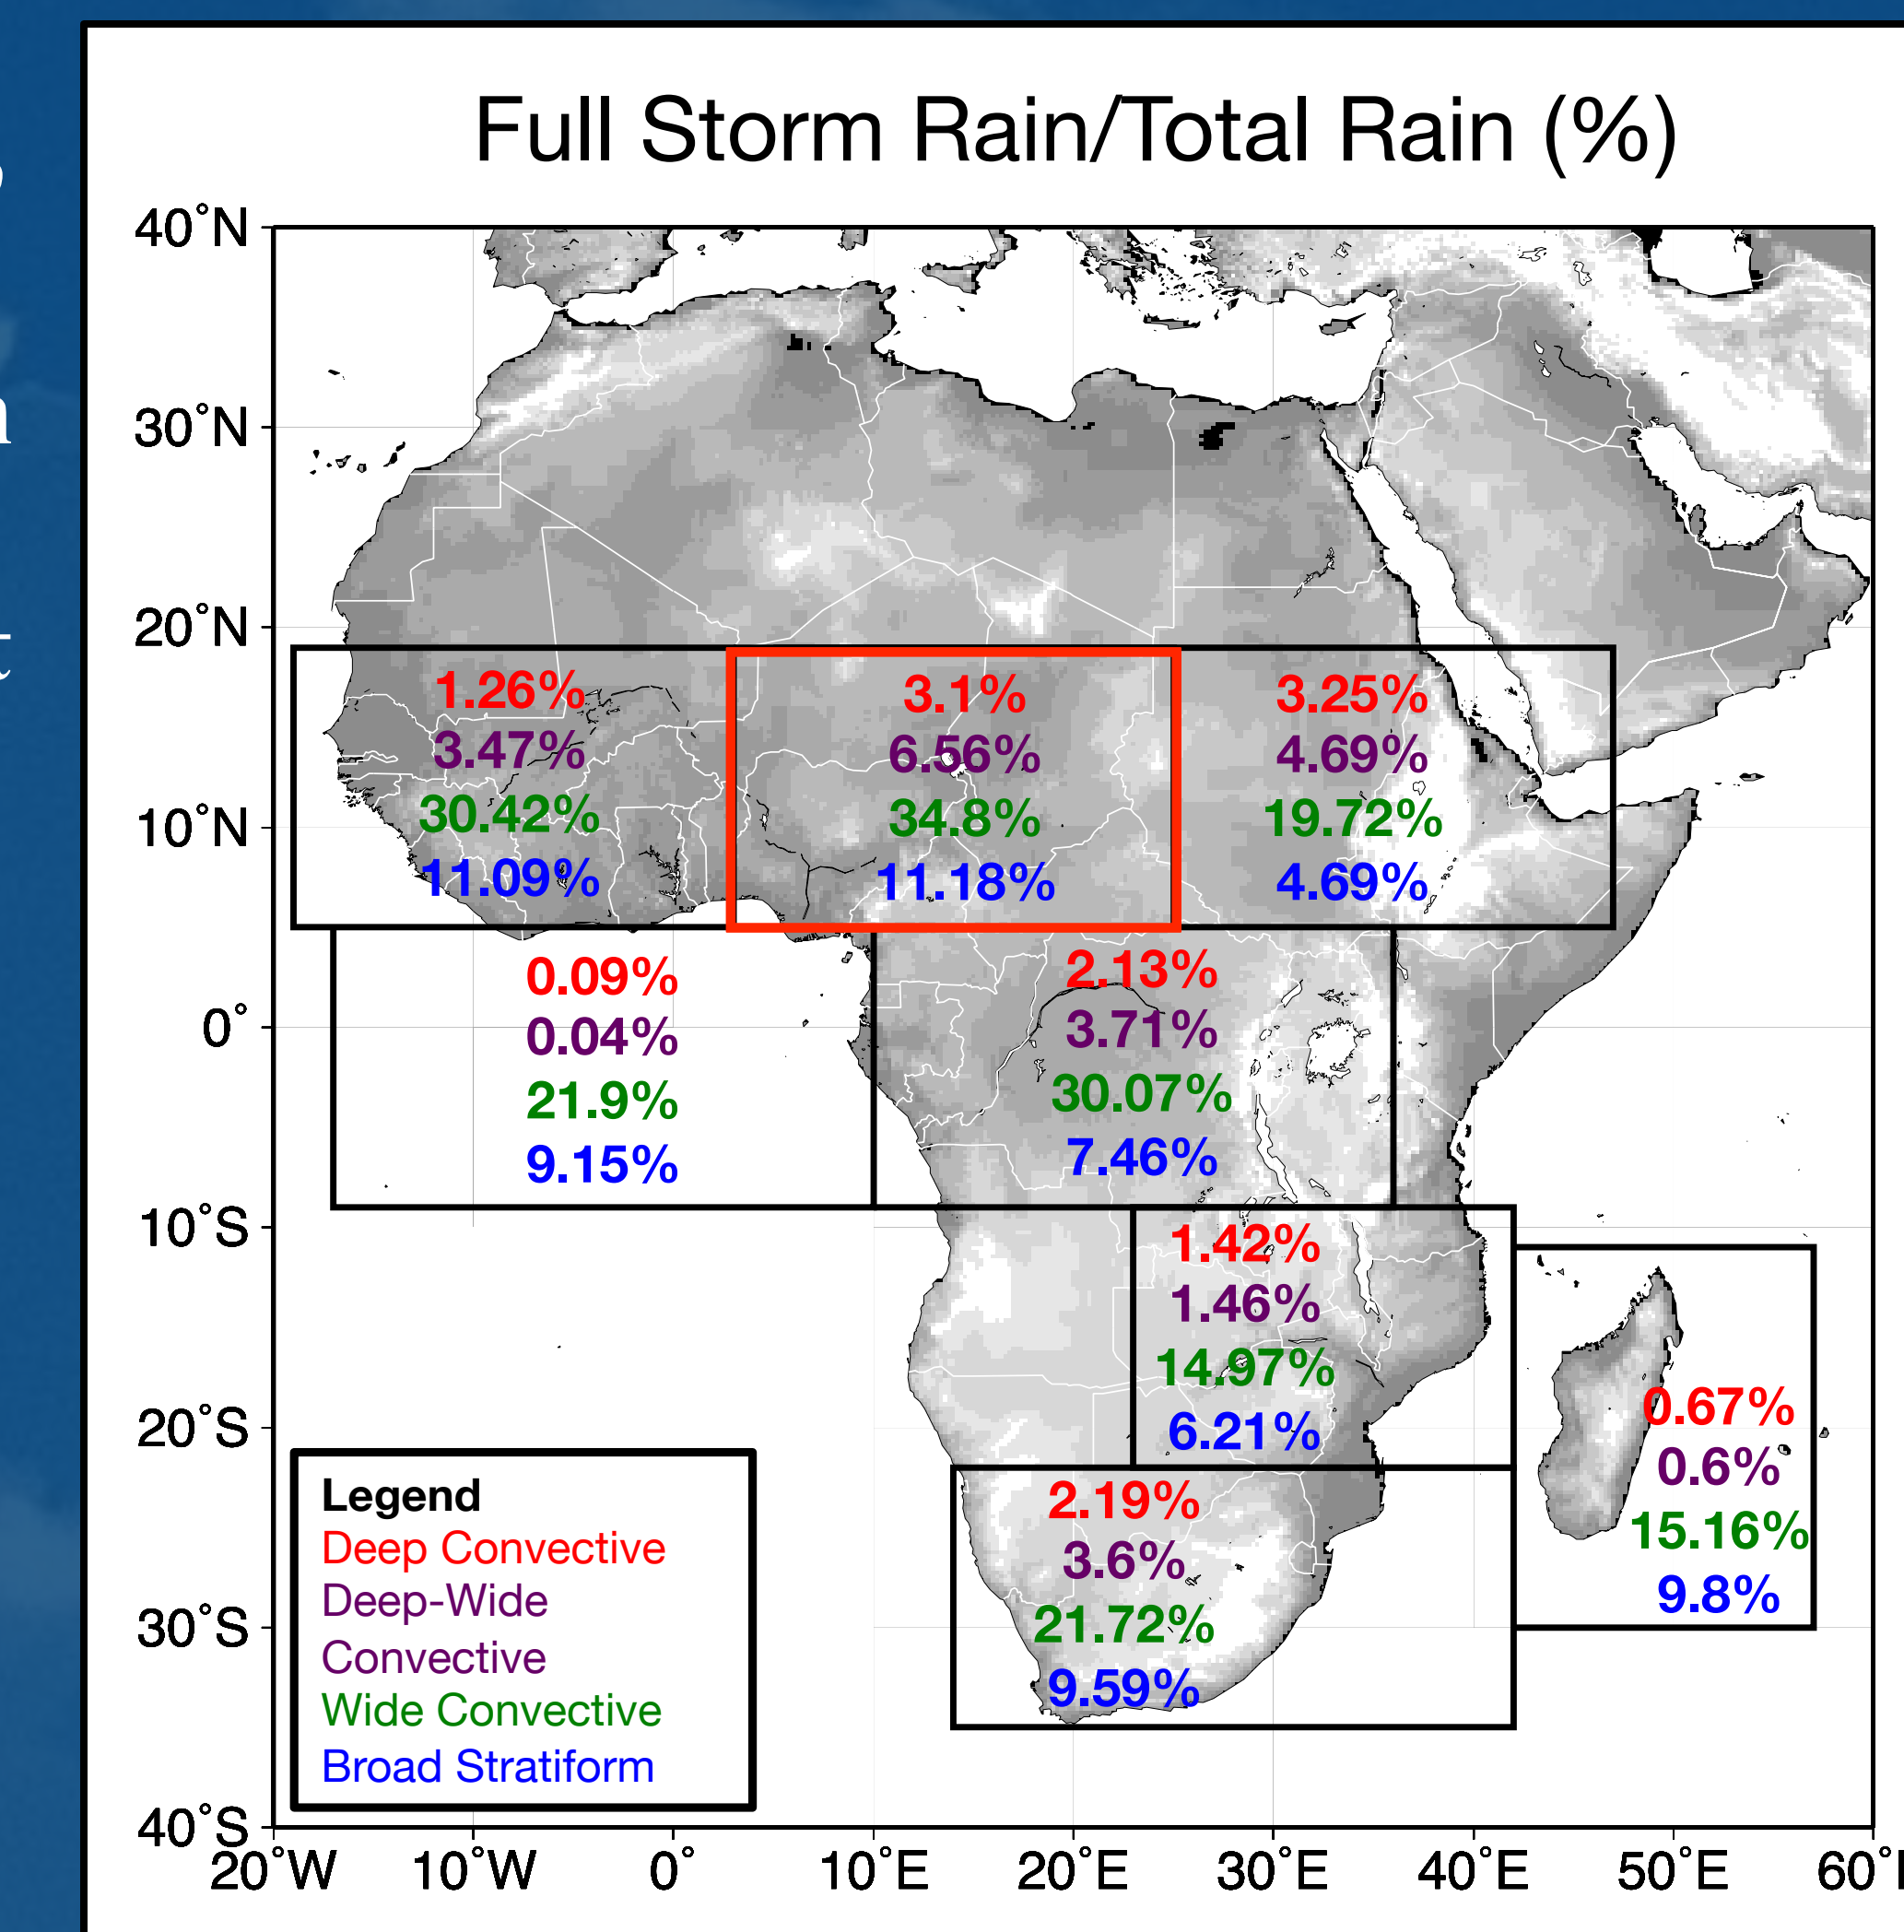 Full Storm Rain/Total Rain (%)
40°N
30°N
20°N
10°N
0°
10°S
20°S
30°S
40°S
1.26%
3.47%
30.42%
11.09%
3.1%
6.56%
34.8%
11.18%
3.25%
4.69%
19.72%
4.69%
0.09%
0.04%
21.9%
9.15%
2.13%
3.71%
30.07%
7.46%
1.42%
1.46%
14.97%
6.21%
0.67%
0.6%
15.16%
9.8%
2.19%
3.6%
21.72%
9.59%
Legend
Deep Convective
Deep-Wide
Convective
Wide Convective
Broad Stratiform
20°W 10°W 0° 10°E 20°E 30°E 40°E 50°E